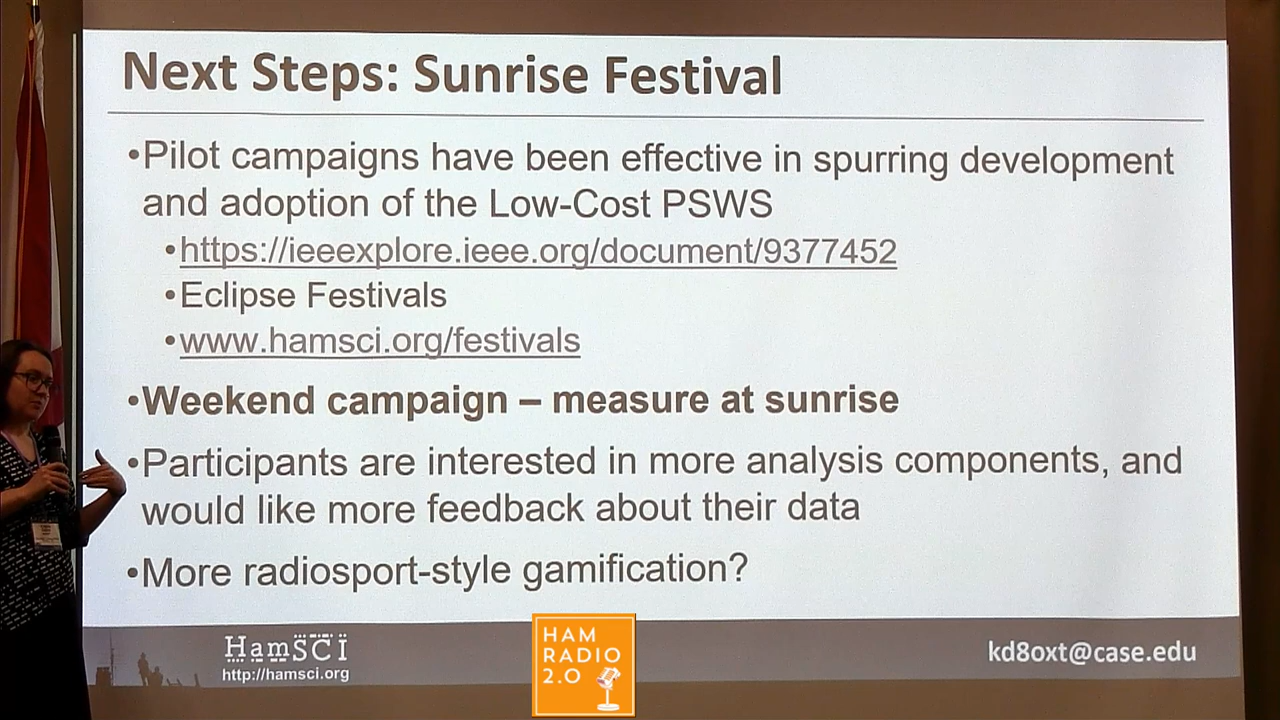 Next Steps: Sunrise Festival
•Pilot campaigns have been effective in spurring development
and adoption of the Low-Cost PSWS
•https://ieeexplore.ieee.org/document/9377452
•Eclipse Festivals
•www.hamsci.org/festivals
•Weekend campaign – measure at sunrise
•Participants are interested in more analysis components, and
would like more feedback about their data
•More radiosport-style gamification?
HamSCI
http://hamsci.org
HAM
RADIO
2.0
kd8oxt@case.edu